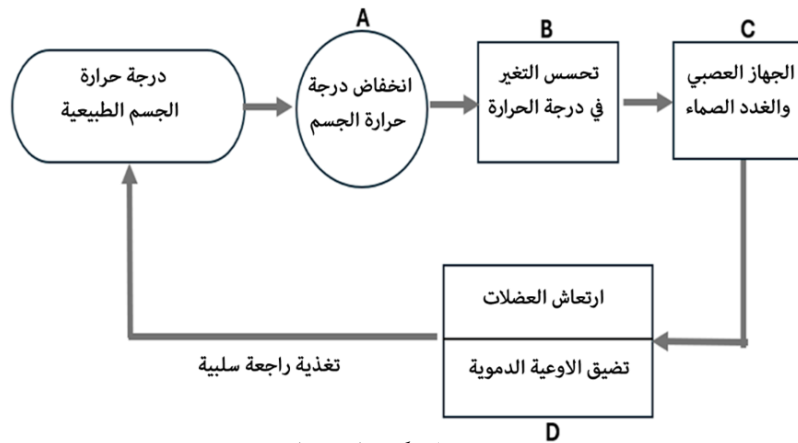 A
B
C
درجة حرارة
الجسم الطبيعية
انخفاض درجة
حرارة الجسم
تحسس التغير
في درجة الحرارة
الجهاز العصبي
والغدد الصماء
ارتعاش العضلات
تضيق الاوعية الدموية
تغذية راجعة سلبية
D